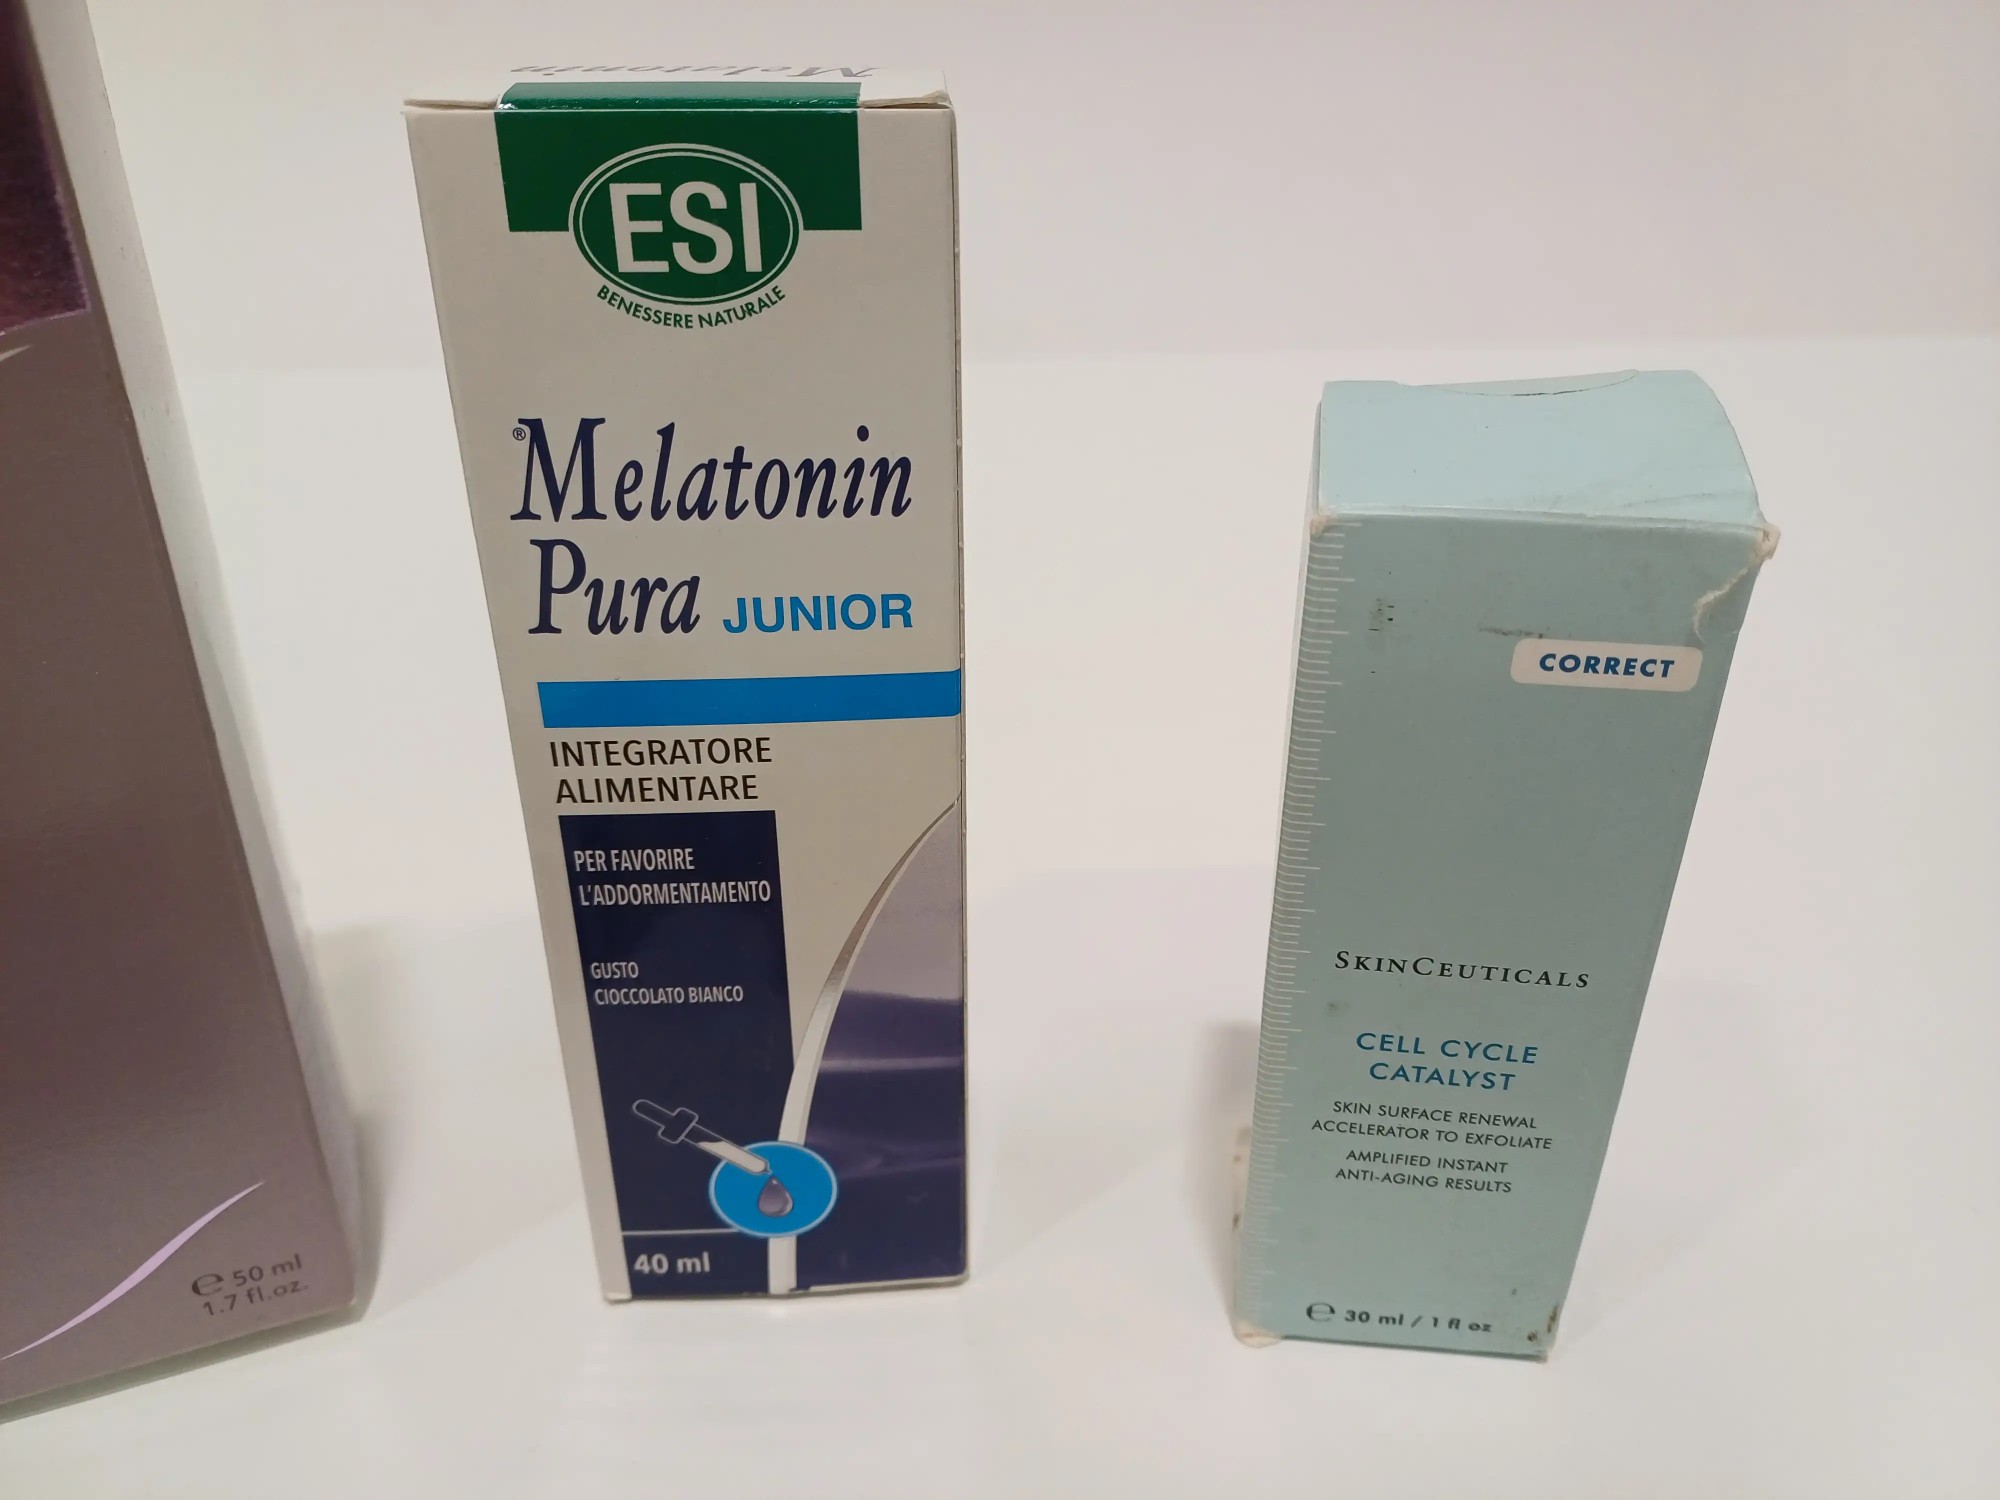 Melatonin
ESI
BENESSERE NATURALE
®Melatonin
Pura JUNIOR
INTEGRATORE
ALIMENTARE
PER FAVORIRE
L'ADDORMENTAMENTO
GUSTO
CIOCCOLATO BIANCO
40 ml
℮ 50 ml
1.7 fl.oz.
CORRECT
SKINCEUTICALS
CELL CYCLE
CATALYST
SKIN SURFACE RENEWAL
ACCELERATOR TO EXFOLIATE
AMPLIFIED INSTANT
ANTI-AGING RESULTS
℮ 30 ml / 1 fl oz